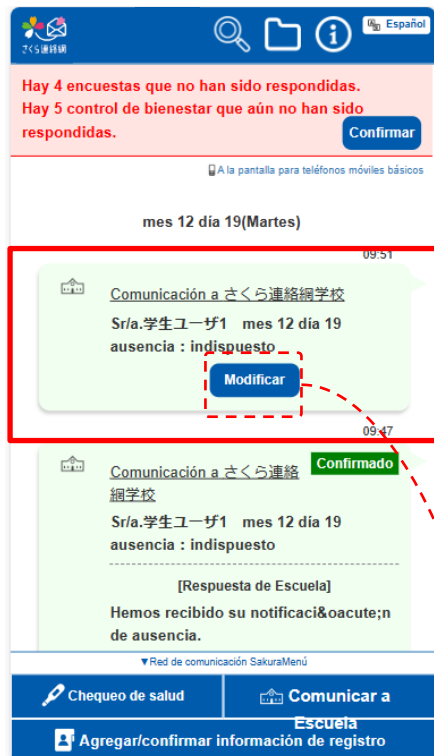 さくら連絡網
Español
Hay 4 encuestas que no han sido respondidas.
Hay 5 control de bienestar que aún no han sido
respondidas.
Confirmar
A la pantalla para teléfonos móviles básicos
mes 12 día 19(Martes)
09:51
Comunicación a さくら連絡網学校
Sr/a.学生ユーザ1 mes 12 día 19
ausencia：indispuesto
Modificar
09:47
Confirmado
Comunicación a さくら連絡
網学校
Sr/a.学生ユーザ1 mes 12 día 19
ausencia：indispuesto
[Respuesta de Escuela]
Hemos recibido su notificaci&oacute;n
de ausencia.
▼Red de comunicación SakuraMenú
Chequeo de salud
Comunicar a
Escuela
Agregar/confirmar información de registro